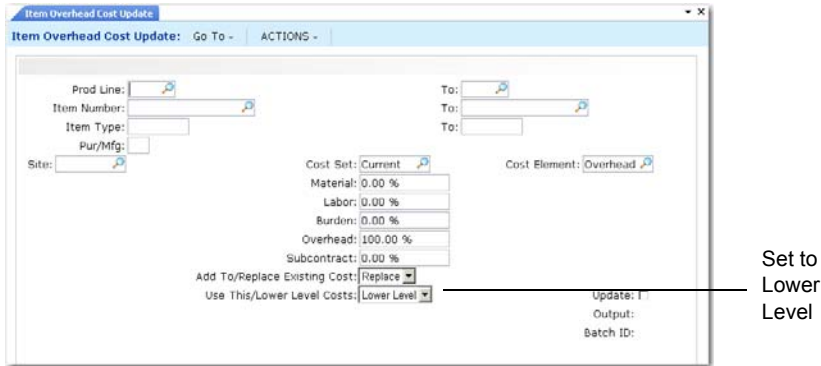 Item Overhead Cost Update
Item Overhead Cost Update: Go To ACTIONS
Prod Line: To:
Item Number: To:
Item Type: To:
Pur/Mfg:
Site: Cost Set: Current Cost Element: Overhead
Material: 0.00 %
Labor: 0.00 %
Burden: 0.00 %
Overhead: 100.00 %
Subcontract: 0.00 %
Add To/Replace Existing Cost: Replace
Use This/Lower Level Costs: Lower Level Update:
Output:
Batch ID:
Set to
Lower
Level